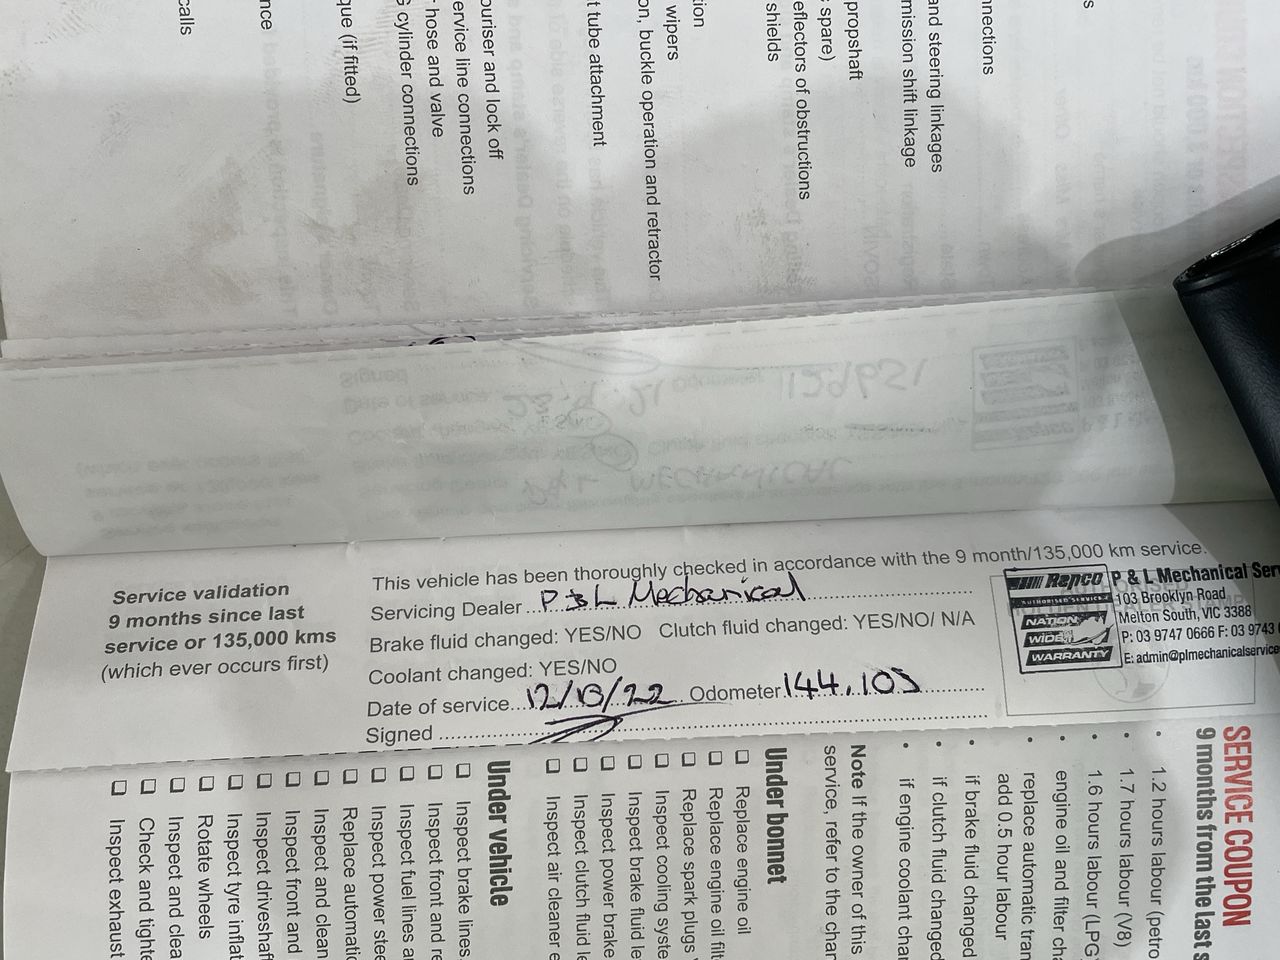 calls
nce
que (if fitted)
cylinder connections
hose and valve
ervice line connections
ouriser and lock off
t tube attachment
on, buckle operation and retractor
wipers
tion
shields
eflectors of obstructions
spare)
propshaft
mission shift linkage
and steering linkages
nnections
s
Service validation
9 months since last
service or 135,000 kms
(which ever occurs first)
This vehicle has been thoroughly checked in accordance with the 9 month/135,000 km service.
Servicing Dealer P & L Mechanical
Brake fluid changed: YES/NO Clutch fluid changed: YES/NO/ N/A
Coolant changed: YES/NO
Date of service 12/10/22 Odometer 144,105
Signed
Repco
AUTHORISED SERVICE
NATION
WIDE
WARRANTY
P & L Mechanical Ser
103 Brooklyn Road
Melton South, VIC 3388
P: 03 9747 0666 F: 03 9743
E: admin@plmechanicalservice
SERVICE COUPON
9 months from the last s
• 1.2 hours labour (petro
• 1.7 hours labour (V8)
• 1.6 hours labour (LPG
• engine oil and filter cha
• replace automatic tran
add 0.5 hour labour
• if brake fluid changed
• if clutch fluid changed
• if engine coolant char
Note If the owner of this
service, refer to the char
Under bonnet
Replace engine oil
Replace engine oil filt
Replace spark plugs
Inspect cooling syste
Inspect brake fluid le
Inspect power brake
Inspect clutch fluid le
Inspect air cleaner e
Under vehicle
Inspect brake lines,
Inspect front and re
Inspect fuel lines a
Inspect power stee
Replace automatic
Inspect and clean
Inspect front and
Inspect driveshaf
Inspect tyre inflat
Rotate wheels
Inspect and clea
Check and tighte
Inspect exhaust